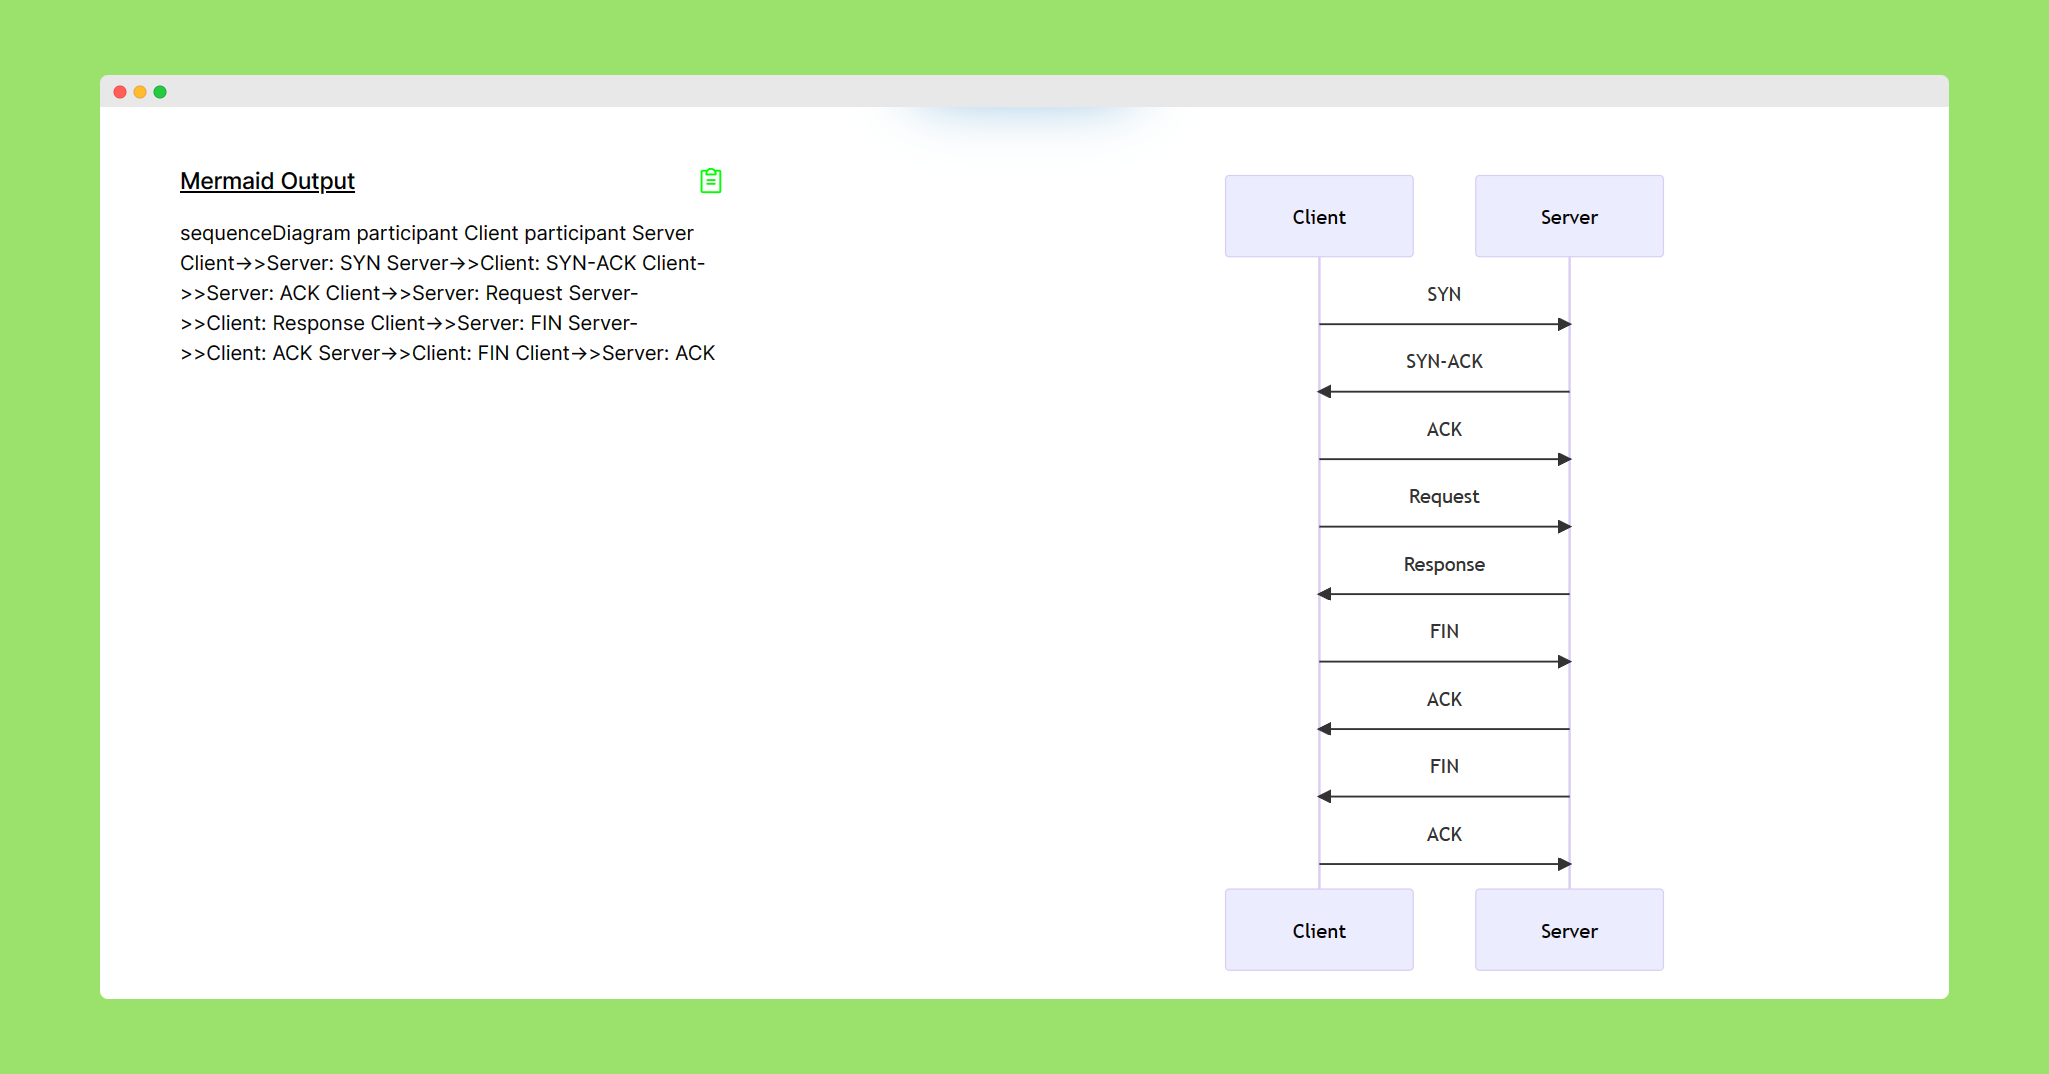 Mermaid Output
sequenceDiagram participant Client participant Server
Client->>Server: SYN Server->>Client: SYN-ACK Client-
>>Server: ACK Client->>Server: Request Server-
>>Client: Response Client->>Server: FIN Server-
>>Client: ACK Server->>Client: FIN Client->>Server: ACK
Client Server
SYN
SYN-ACK
ACK
Request
Response
FIN
ACK
FIN
ACK
Client Server